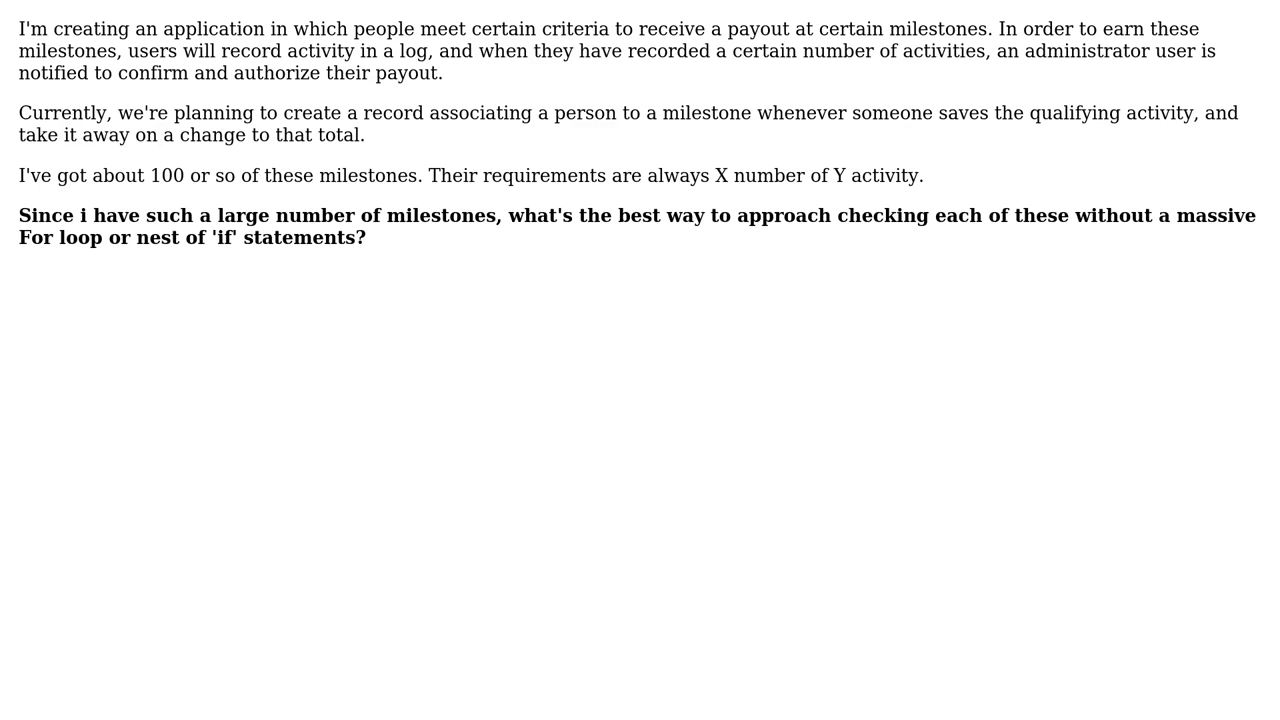 I'm creating an application in which people meet certain criteria to receive a payout at certain milestones. In order to earn these
milestones, users will record activity in a log, and when they have recorded a certain number of activities, an administrator user is
notified to confirm and authorize their payout.
Currently, we're planning to create a record associating a person to a milestone whenever someone saves the qualifying activity, and
take it away on a change to that total.
I've got about 100 or so of these milestones. Their requirements are always X number of Y activity.
Since i have such a large number of milestones, what's the best way to approach checking each of these without a massive
For loop or nest of 'if' statements?